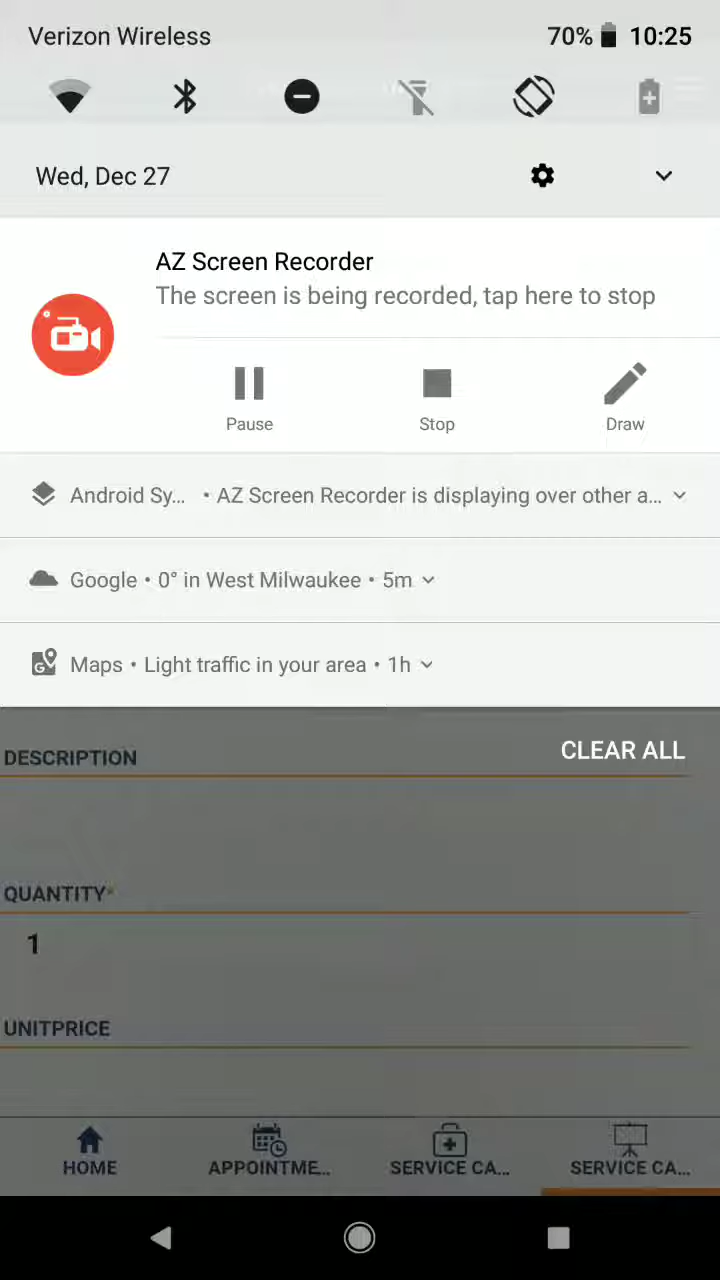 Verizon Wireless 70% 10:25
Wed, Dec 27
AZ Screen Recorder
The screen is being recorded, tap here to stop
Pause Stop Draw
Android Sy... • AZ Screen Recorder is displaying over other a...
Google • 0° in West Milwaukee • 5m
Maps • Light traffic in your area • 1h
CLEAR ALL
DESCRIPTION
QUANTITY*
1
UNITPRICE
HOME APPOINTME... SERVICE CA... SERVICE CA...